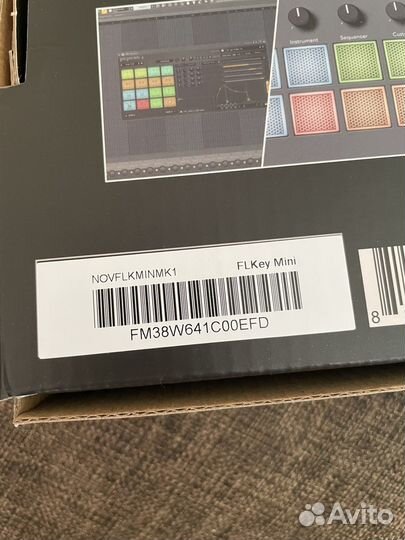 Instrument
Sequencer
NOVFLKMINMK1
FLKey Mini
FM38W641C00EFD
8
Avito